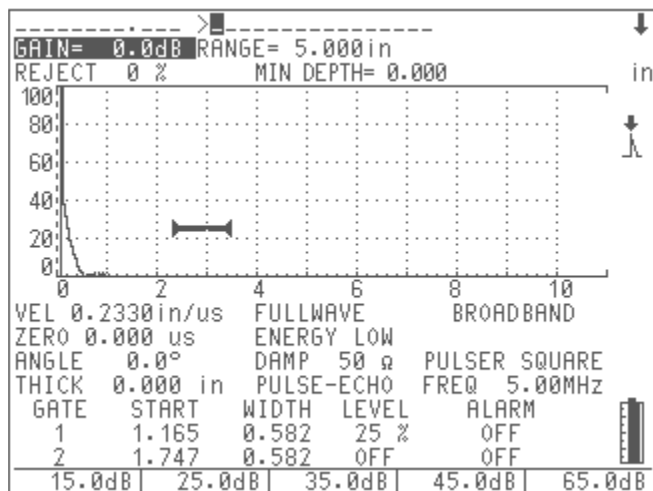 _________.___ >_________________
GAIN= 0.0dB RANGE= 5.000in
REJECT 0 % MIN DEPTH= 0.000 in
100
80
60
40
20
0
0 2 4 6 8 10
VEL 0.2330in/us FULLWAVE BROADBAND
ZERO 0.000 us ENERGY LOW
ANGLE 0.0° DAMP 50 Ω PULSER SQUARE
THICK 0.000 in PULSE-ECHO FREQ 5.00MHz
GATE START WIDTH LEVEL ALARM
1 1.165 0.582 25 % OFF
2 1.747 0.582 OFF OFF
15.0dB 25.0dB 35.0dB 45.0dB 65.0dB